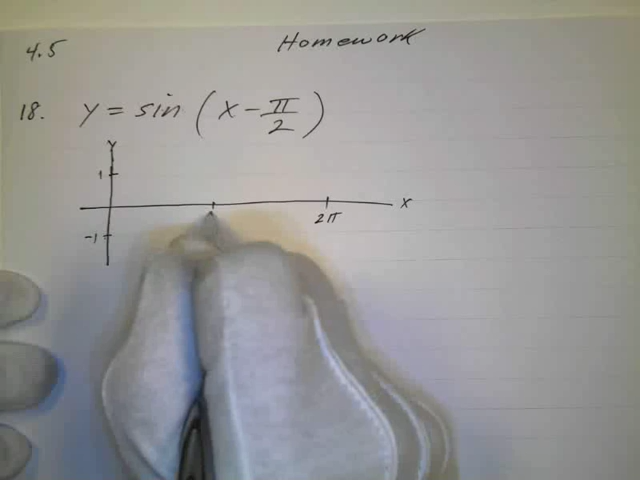 4.5 Homework
18. y = sin (x - π/2)
y
1
x
2π
-1